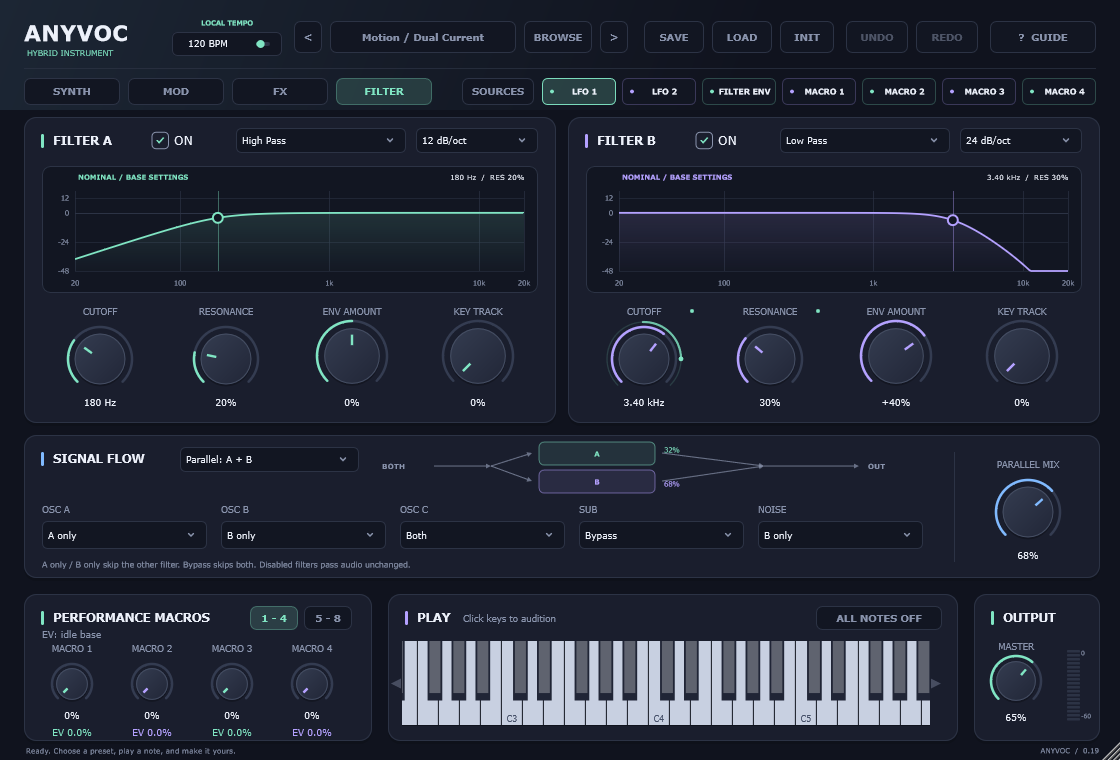 ANYVOC
HYBRID INSTRUMENT
LOCAL TEMPO
120 BPM
<
Motion / Dual Current
BROWSE
>
SAVE
LOAD
INIT
UNDO
REDO
? GUIDE
SYNTH
MOD
FX
FILTER
SOURCES
LFO 1
LFO 2
FILTER ENV
MACRO 1
MACRO 2
MACRO 3
MACRO 4
FILTER A
ON
High Pass
12 dB/oct
NOMINAL / BASE SETTINGS
180 Hz / RES 20%
12
0
-24
-48
20
100
1k
10k
20k
CUTOFF
RESONANCE
ENV AMOUNT
KEY TRACK
180 Hz
20%
0%
0%
FILTER B
ON
Low Pass
24 dB/oct
NOMINAL / BASE SETTINGS
3.40 kHz / RES 30%
12
0
-24
-48
20
100
1k
10k
20k
CUTOFF
RESONANCE
ENV AMOUNT
KEY TRACK
3.40 kHz
30%
+40%
0%
SIGNAL FLOW
Parallel: A + B
BOTH
A
32%
B
68%
OUT
PARALLEL MIX
68%
OSC A
OSC B
OSC C
SUB
NOISE
A only
B only
Both
Bypass
B only
A only / B only skip the other filter. Bypass skips both. Disabled filters pass audio unchanged.
PERFORMANCE MACROS
1 - 4
5 - 8
EV: idle base
MACRO 1
MACRO 2
MACRO 3
MACRO 4
0%
0%
0%
0%
EV 0.0%
EV 0.0%
EV 0.0%
EV 0.0%
PLAY
Click keys to audition
ALL NOTES OFF
C3
C4
C5
OUTPUT
MASTER
0
-60
65%
Ready. Choose a preset, play a note, and make it yours.
ANYVOC / 0.19